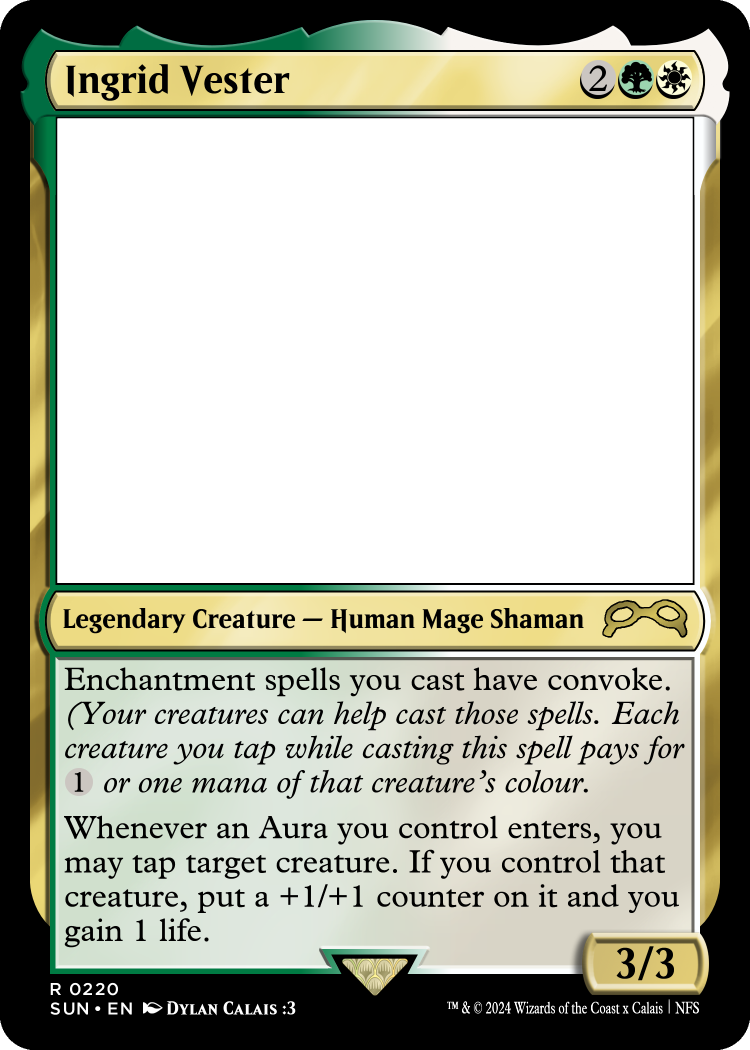 Ingrid Vester 2
Legendary Creature — Human Mage Shaman
Enchantment spells you cast have convoke.
(Your creatures can help cast those spells. Each
creature you tap while casting this spell pays for
1 or one mana of that creature's colour.
Whenever an Aura you control enters, you
may tap target creature. If you control that
creature, put a +1/+1 counter on it and you
gain 1 life.
3/3
R 0220
SUN • EN Dylan Calais :3
™ & © 2024 Wizards of the Coast x Calais | NFS